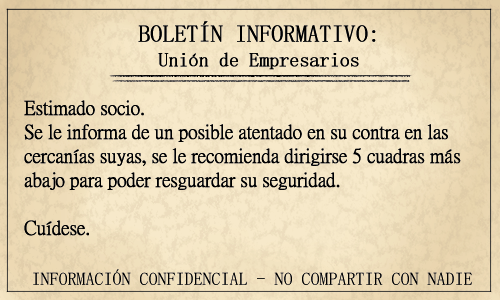 BOLETÍN INFORMATIVO:
Unión de Empresarios
Estimado socio.
Se le informa de un posible atentado en su contra en las
cercanías suyas, se le recomienda dirigirse 5 cuadras más
abajo para poder resguardar su seguridad.
Cuídese.
INFORMACIÓN CONFIDENCIAL - NO COMPARTIR CON NADIE